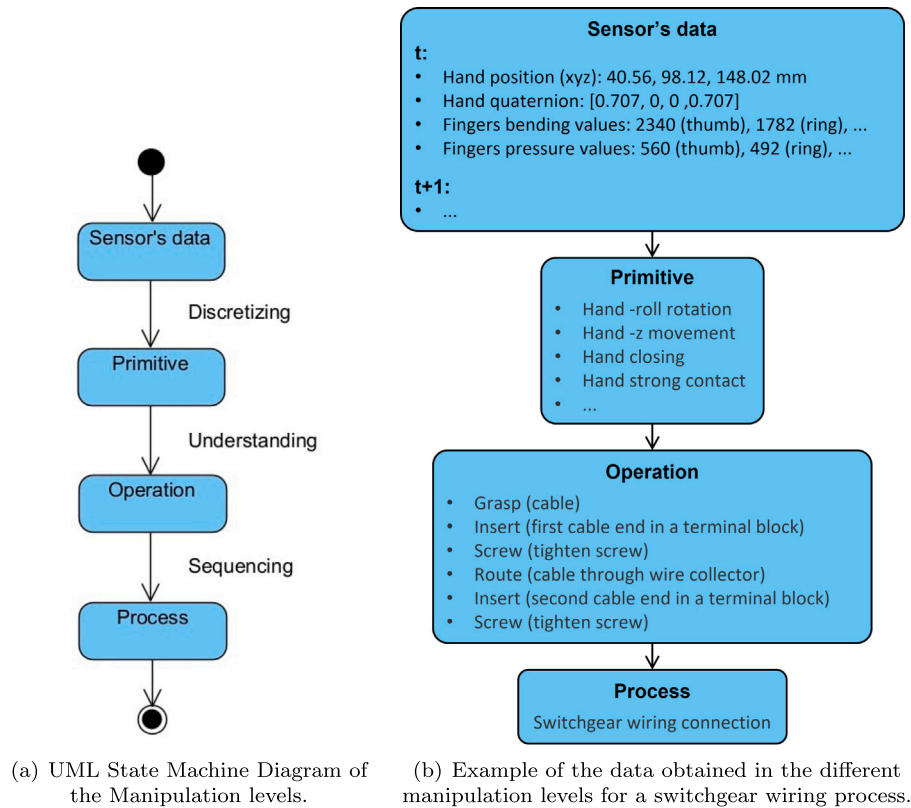 Sensor's data
Discretizing
Primitive
Understanding
Operation
Sequencing
Process
(a) UML State Machine Diagram of
the Manipulation levels.
Sensor’s data
t:
• Hand position (xyz): 40.56, 98.12, 148.02 mm
• Hand quaternion: [0.707, 0, 0 ,0.707]
• Fingers bending values: 2340 (thumb), 1782 (ring), ...
• Fingers pressure values: 560 (thumb), 492 (ring), ...
t+1:
• ...
Primitive
• Hand -roll rotation
• Hand -z movement
• Hand closing
• Hand strong contact
• ...
Operation
• Grasp (cable)
• Insert (first cable end in a terminal block)
• Screw (tighten screw)
• Route (cable through wire collector)
• Insert (second cable end in a terminal block)
• Screw (tighten screw)
Process
Switchgear wiring connection
(b) Example of the data obtained in the different
manipulation levels for a switchgear wiring process.